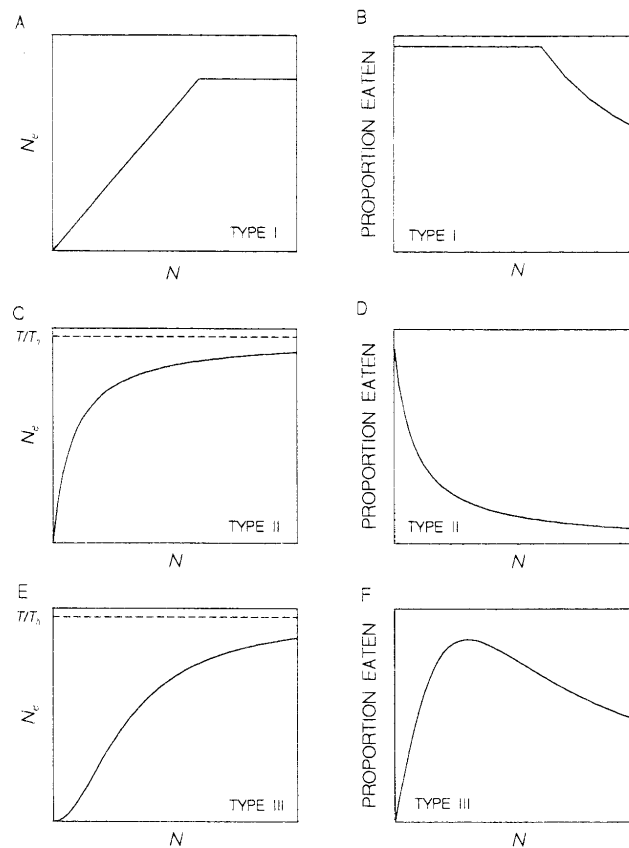 A
Nₑ
TYPE I
N
B
PROPORTION EATEN
TYPE I
N
C
T/Tₕ
Nₑ
TYPE II
N
D
PROPORTION EATEN
TYPE II
N
E
T/Tₕ
Nₑ
TYPE III
N
F
PROPORTION EATEN
TYPE III
N